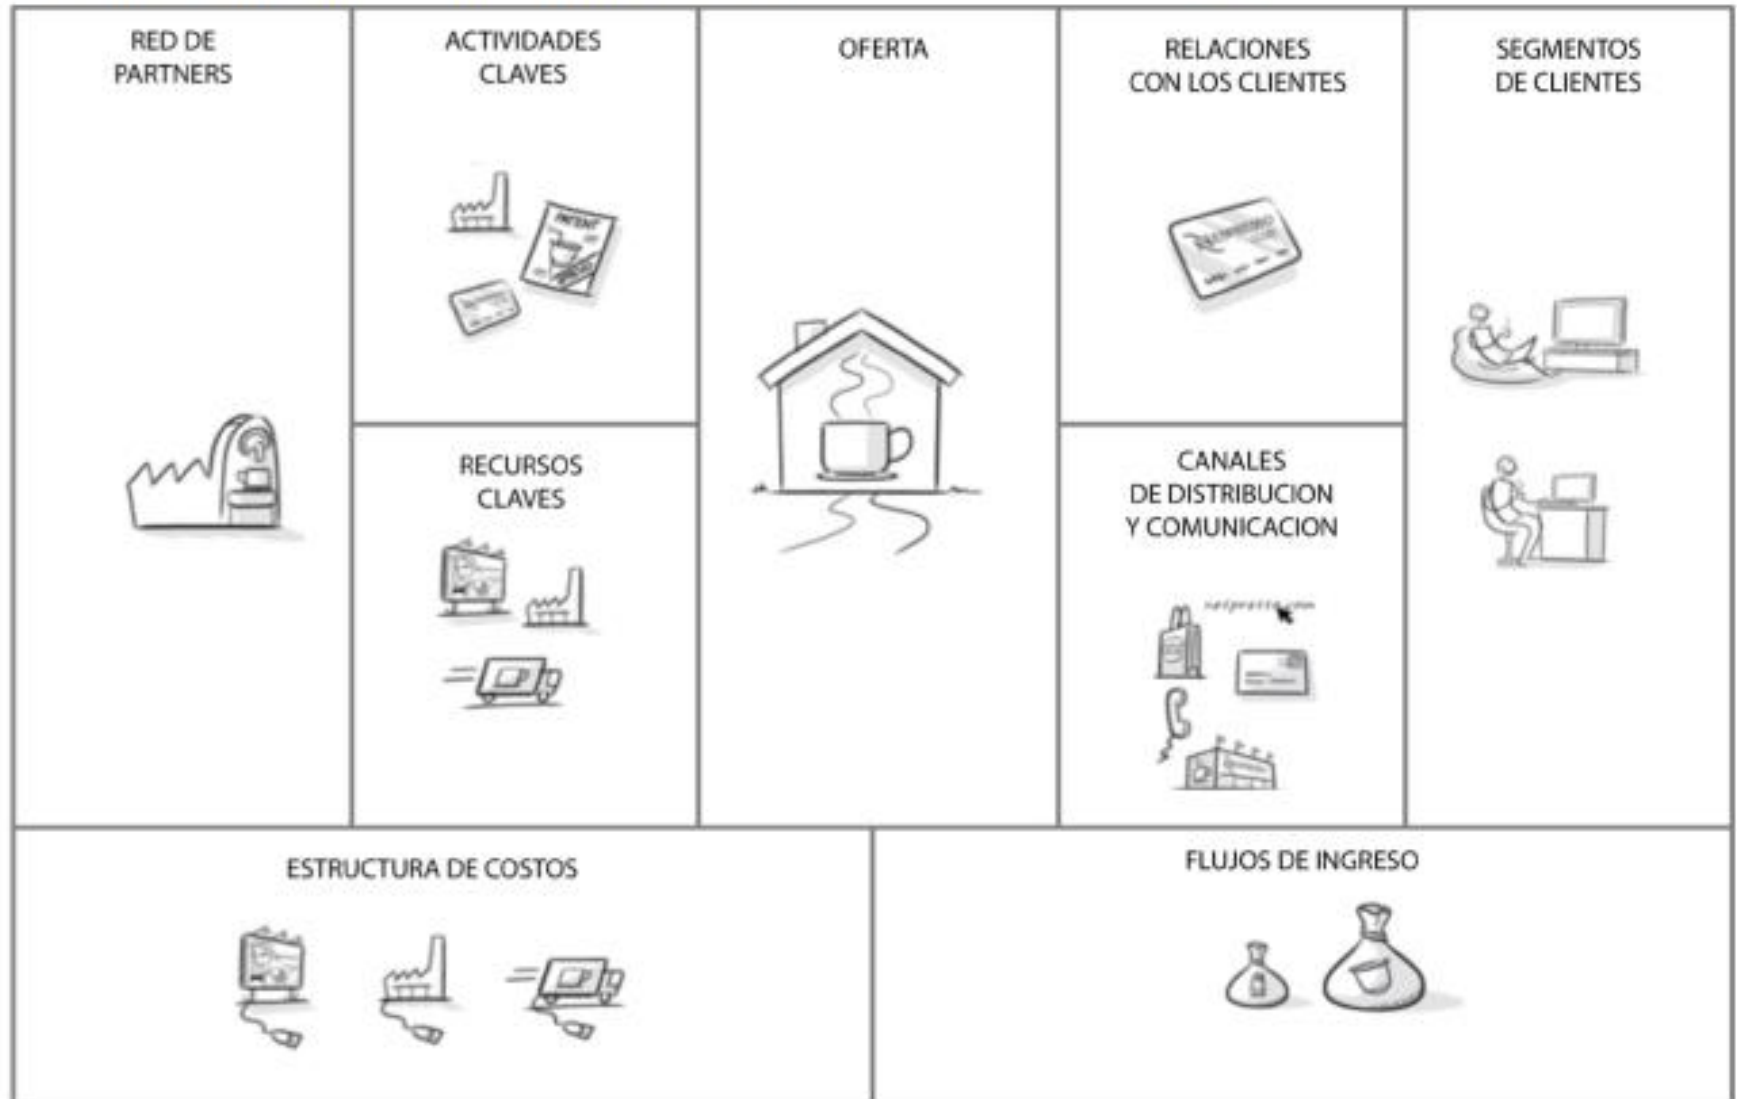 RED DE
PARTNERS
ACTIVIDADES
CLAVES
PATENT
RECURSOS
CLAVES
OFERTA
RELACIONES
CON LOS CLIENTES
CANALES
DE DISTRIBUCION
Y COMUNICACION
SEGMENTOS
DE CLIENTES
ESTRUCTURA DE COSTOS
FLUJOS DE INGRESO